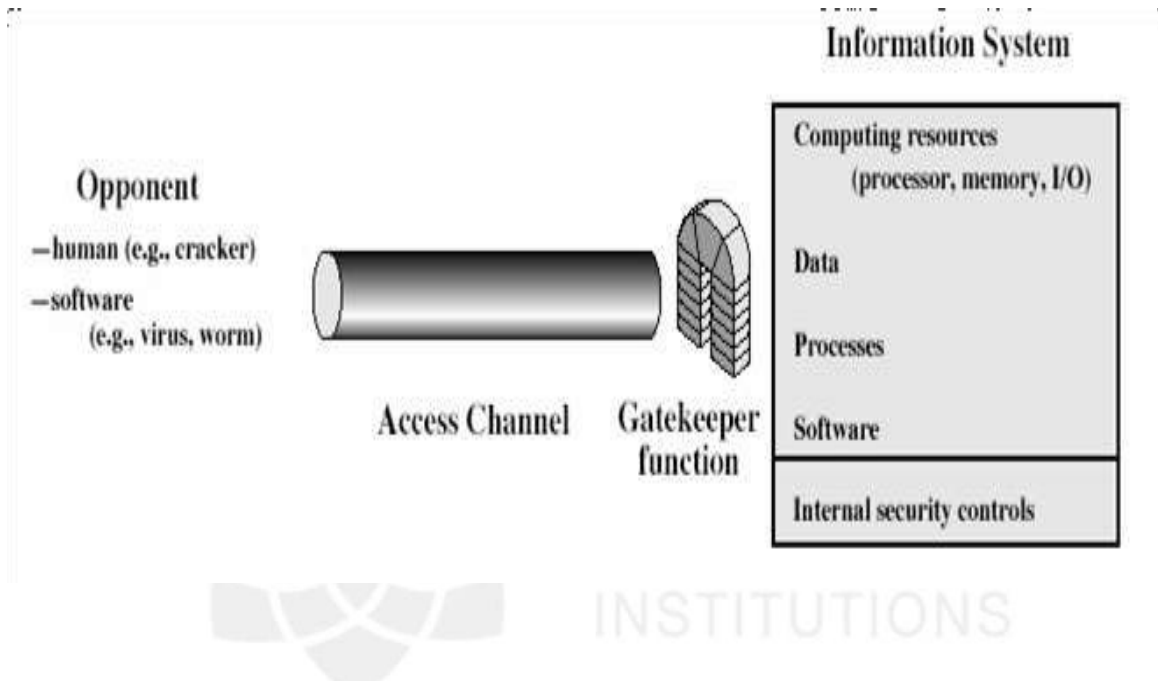 Information System
Opponent
–human (e.g., cracker)
–software
(e.g., virus, worm)
Access Channel
Gatekeeper
function
Computing resources
(processor, memory, I/O)
Data
Processes
Software
Internal security controls
INSTITUTIONS